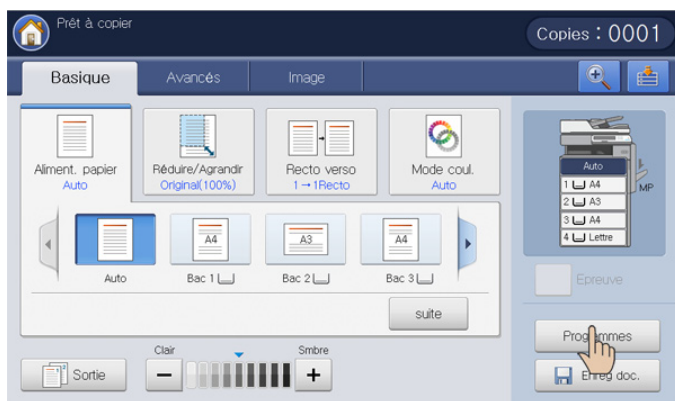 Prêt à copier
Copies : 0001
Basique
Avancés
Image
Aliment. papier
Auto
Réduire/Agrandir
Original(100%)
Recto verso
1→1Recto
Mode coul.
Auto
Auto
1 A4
2 A3
3 A4
4 Lettre
MP
A4
A3
A4
Auto
Bac 1
Bac 2
Bac 3
suite
Epreuve
Programmes
Clair
Smbre
Sortie
Enreg doc.